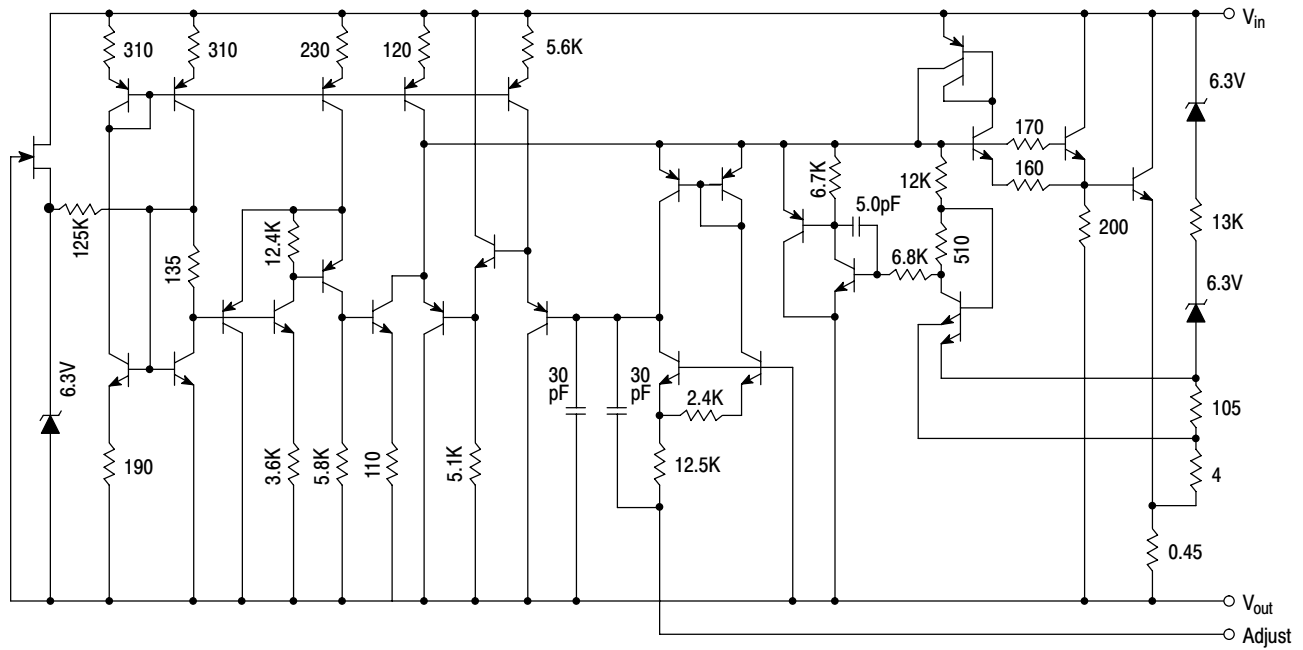 V_in
310
310
230
120
5.6K
6.3V
170
160
6.7K
12K
5.0pF
200
13K
125K
12.4K
6.8K
510
135
6.3V
6.3V
30
pF
30
pF
2.4K
105
190
3.6K
5.8K
110
5.1K
12.5K
4
0.45
V_out
Adjust